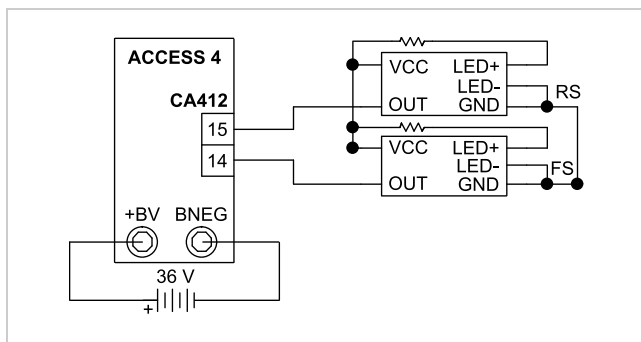 ACCESS 4
CA412
15
14
+BV BNEG
36 V
+
VCC LED+
LED-
OUT GND
RS
VCC LED+
LED-
OUT GND
FS